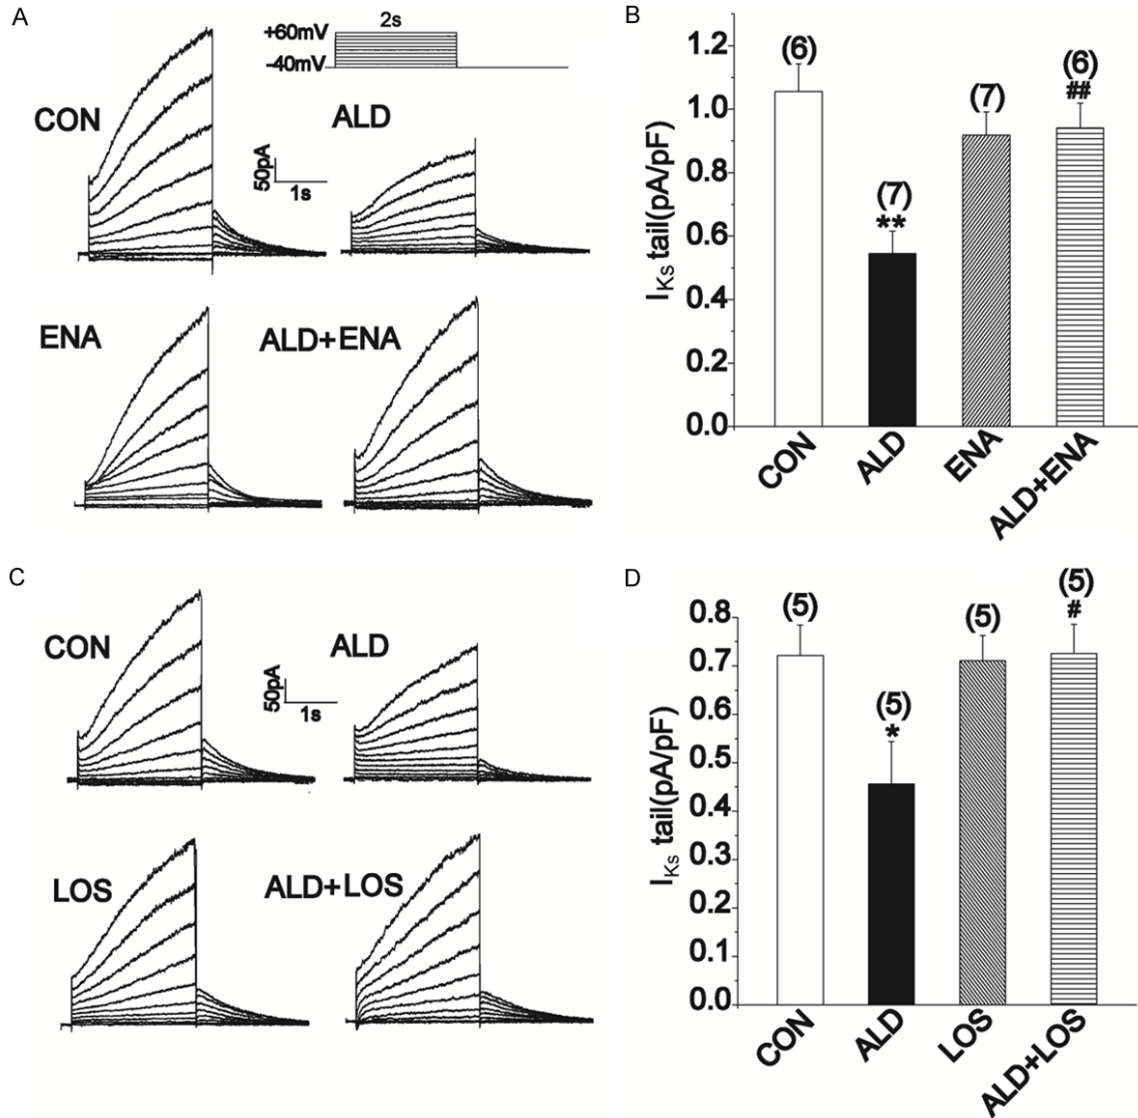 A
+60mV
2s
-40mV
CON
ALD
50pA
1s
ENA
ALD+ENA
B
IKs tail(pA/pF)
1.2
1.0
0.8
0.6
0.4
0.2
0.0
(6)
(7)
**
(7)
(6)
##
CON
ALD
ENA
ALD+ENA
C
CON
ALD
50pA
1s
LOS
ALD+LOS
D
IKs tail(pA/pF)
0.8
0.7
0.6
0.5
0.4
0.3
0.2
0.1
0.0
(5)
(5)
*
(5)
(5)
#
CON
ALD
LOS
ALD+LOS